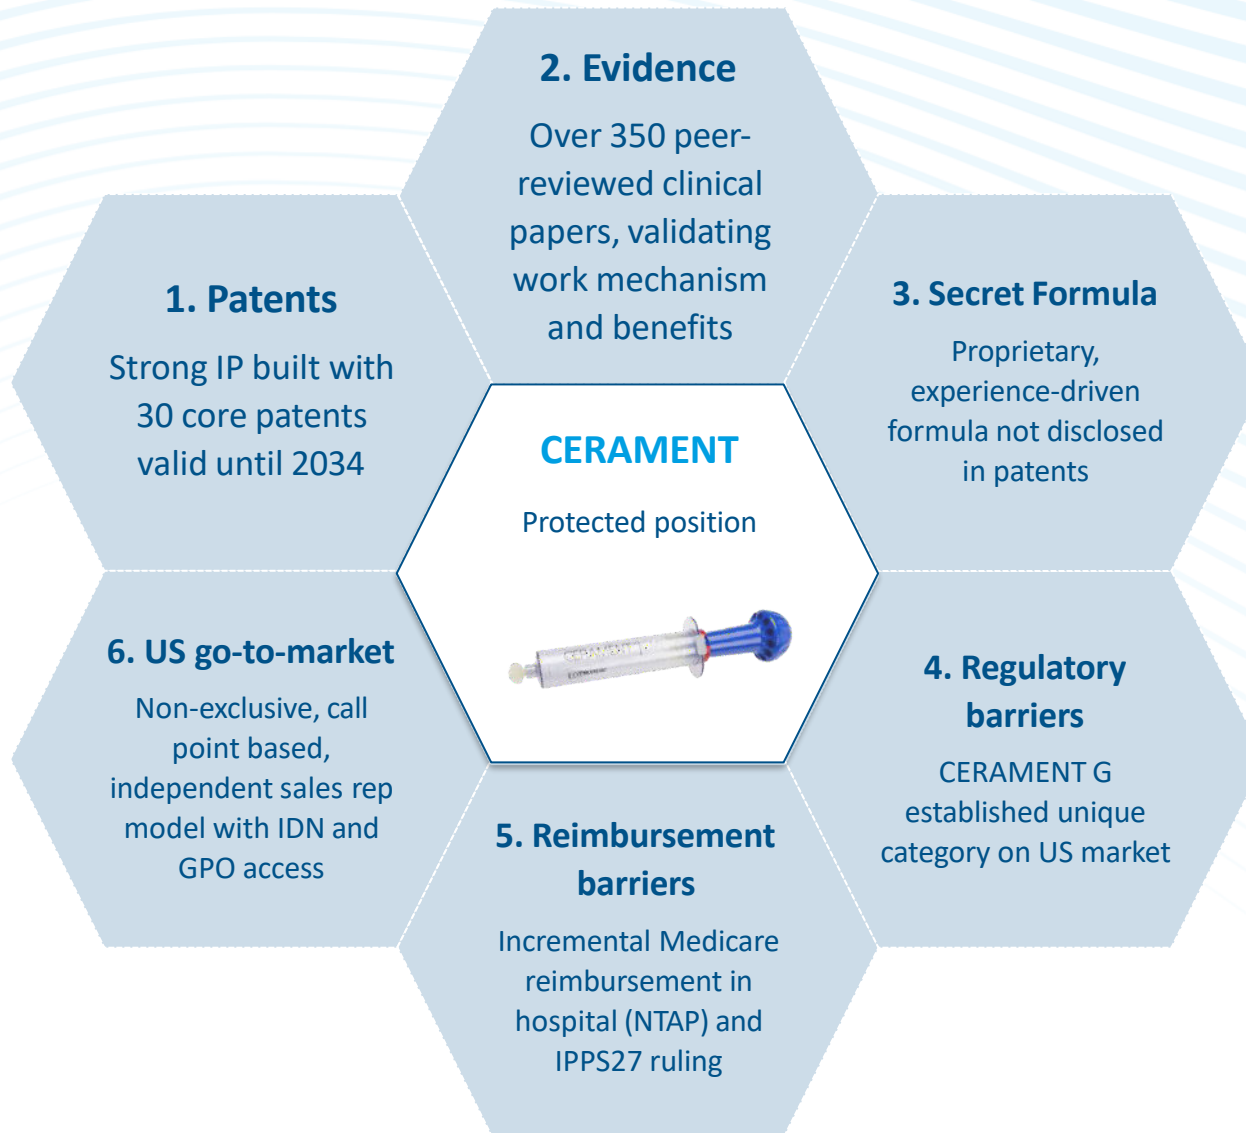 2. Evidence
Over 350 peer-
reviewed clinical
papers, validating
work mechanism
and benefits
1. Patents
Strong IP built with
30 core patents
valid until 2034
3. Secret Formula
Proprietary,
experience-driven
formula not disclosed
in patents
CERAMENT
Protected position
CERAMENT
6. US go-to-market
Non-exclusive, call
point based,
independent sales rep
model with IDN and
GPO access
4. Regulatory
barriers
CERAMENT G
established unique
category on US market
5. Reimbursement
barriers
Incremental Medicare
reimbursement in
hospital (NTAP) and
IPPS27 ruling